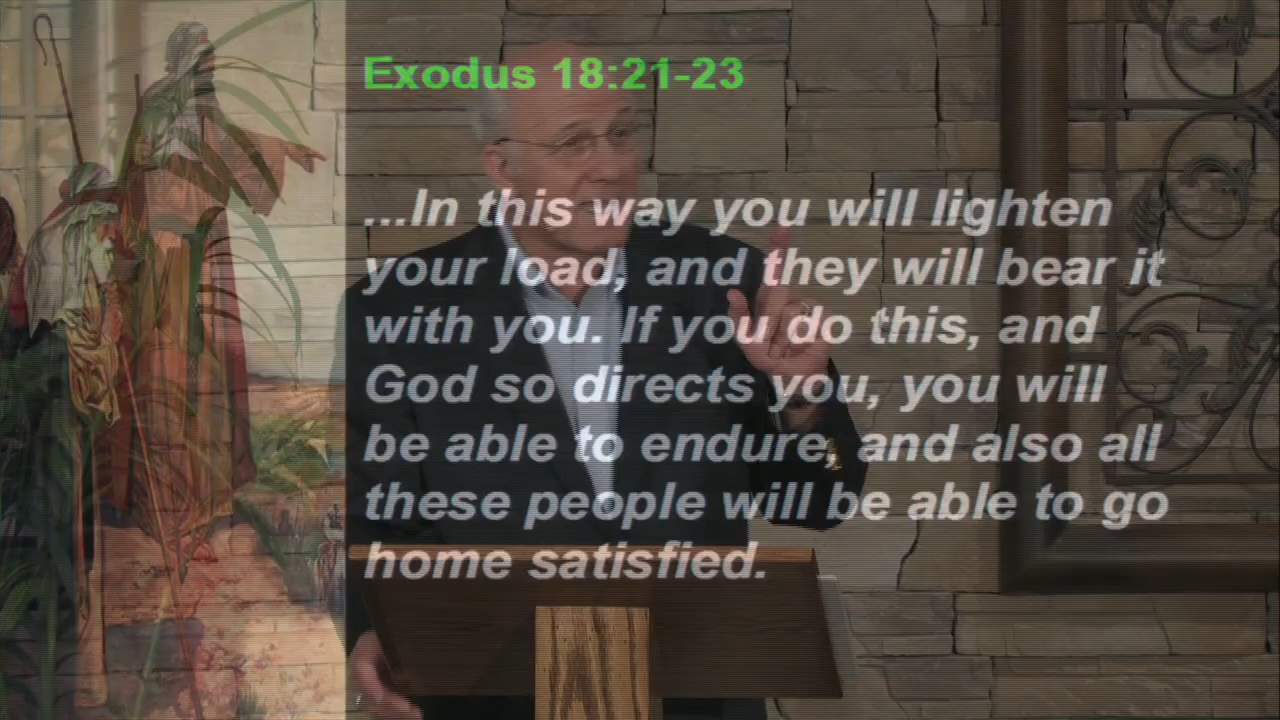 Exodus 18:21-23
...In this way you will lighten
your load, and they will bear it
with you. If you do this, and
God so directs you, you will
be able to endure, and also all
these people will be able to go
home satisfied.